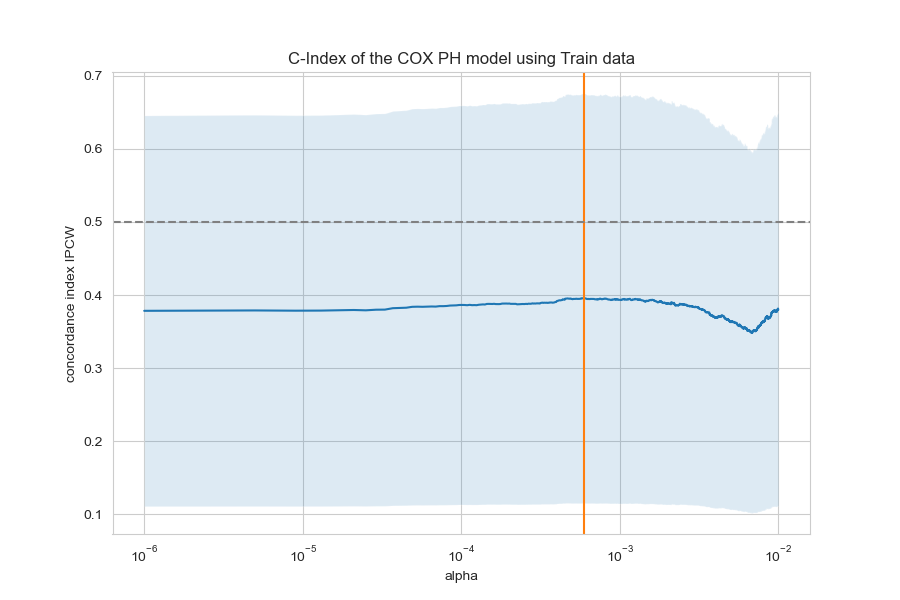 C-Index of the COX PH model using Train data
concordance index IPCW
0.7
0.6
0.5
0.4
0.3
0.2
0.1
10⁻⁶ 10⁻⁵ 10⁻⁴ 10⁻³ 10⁻²
alpha